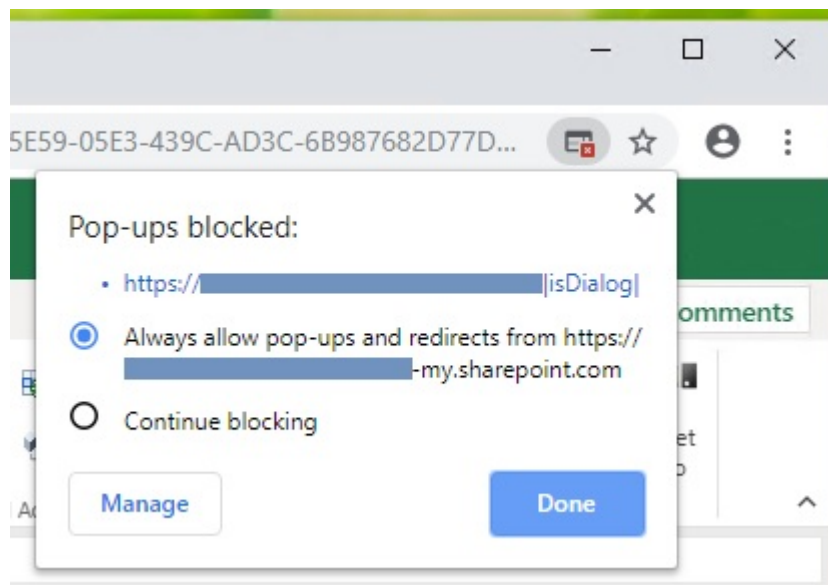 5E59-05E3-439C-AD3C-6B987682D77D...
Pop-ups blocked:
• https:// |isDialog|
Always allow pop-ups and redirects from https://
-my.sharepoint.com
omments
Continue blocking
et
Manage
Done